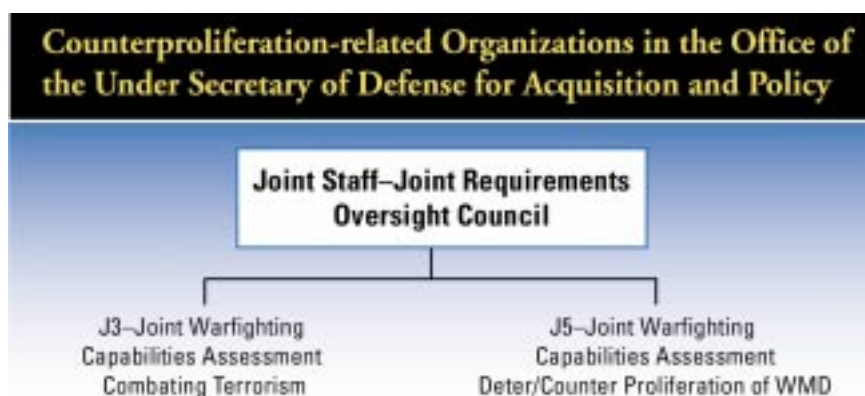 Counterproliferation-related Organizations in the Office of
the Under Secretary of Defense for Acquisition and Policy
Joint Staff–Joint Requirements
Oversight Council
J3–Joint Warfighting
Capabilities Assessment
Combating Terrorism
J5–Joint Warfighting
Capabilities Assessment
Deter/Counter Proliferation of WMD